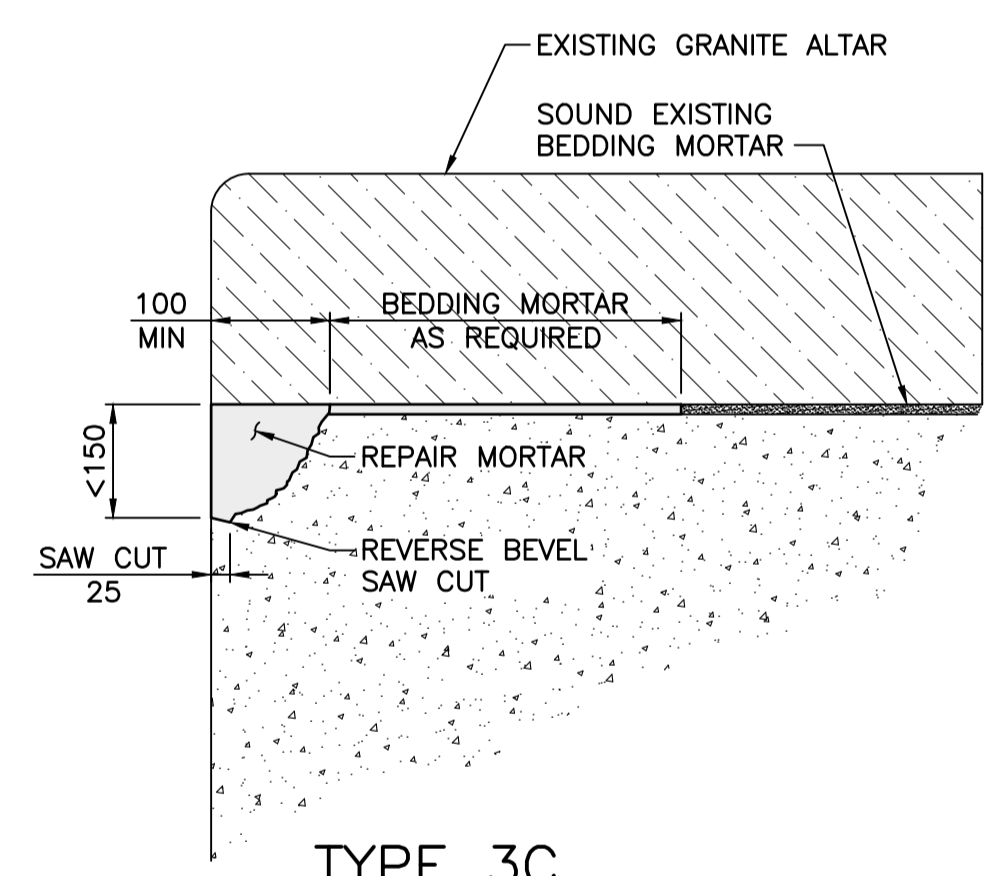 EXISTING GRANITE ALTAR
SOUND EXISTING
BEDDING MORTAR
100
MIN
BEDDING MORTAR
AS REQUIRED
<150
REPAIR MORTAR
REVERSE BEVEL
SAW CUT
SAW CUT
25
TYPE 3C